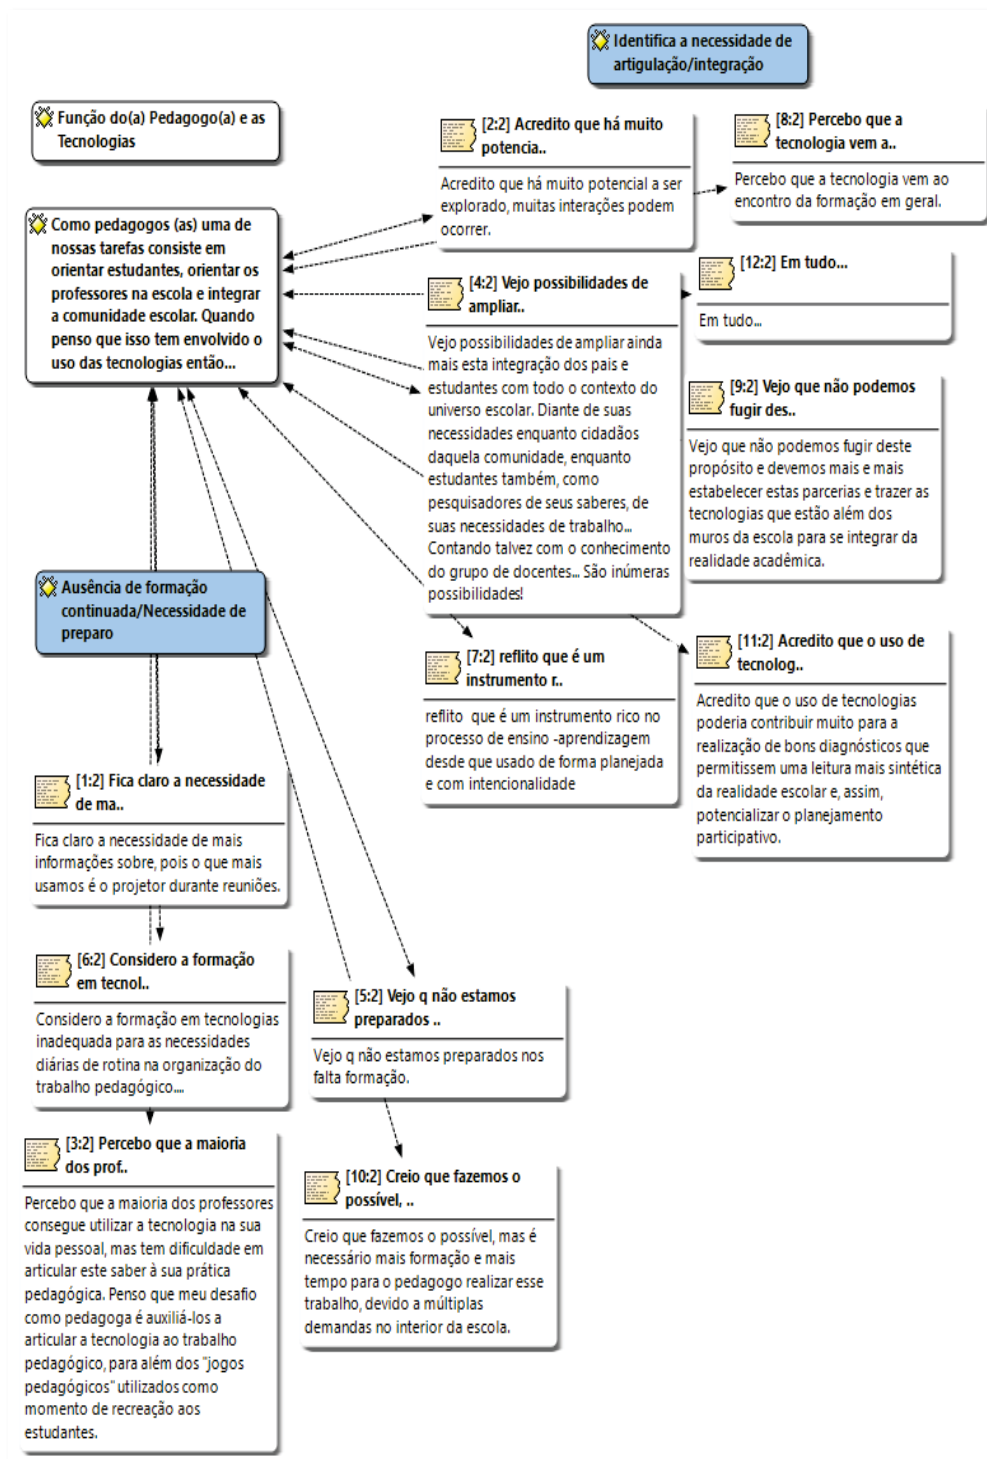 Identifica a necessidade de
artigulação/integração
Função do(a) Pedagogo(a) e as
Tecnologias
[2:2] Acredito que há muito
potencia..
Acredito que há muito potencial a ser
explorado, muitas interações podem
ocorrer.
[8:2] Percebo que a
tecnologia vem a..
Percebo que a tecnologia vem ao
encontro da formação em geral.
Como pedagogos (as) uma de
nossas tarefas consiste em
orientar estudantes, orientar os
professores na escola e integrar
a comunidade escolar. Quando
penso que isso tem envolvido o
uso das tecnologias então...
[4:2] Vejo possibilidades de
ampliar..
Vejo possibilidades de ampliar ainda
mais esta integração dos pais e
estudantes com todo o contexto do
universo escolar. Diante de suas
necessidades enquanto cidadãos
daquela comunidade, enquanto
estudantes também, como
pesquisadores de seus saberes, de
suas necessidades de trabalho...
Contando talvez com o conhecimento
do grupo de docentes... São inúmeras
possibilidades!
[12:2] Em tudo...
Em tudo...
[9:2] Vejo que não podemos
fugir des..
Vejo que não podemos fugir deste
propósito e devemos mais e mais
estabelecer estas parcerias e trazer as
tecnologias que estão além dos
muros da escola para se integrar da
realidade acadêmica.
Ausência de formação
continuada/Necessidade de
preparo
[7:2] reflito que é um
instrumento r..
reflito  que é um instrumento rico no
processo de ensino -aprendizagem
desde que usado de forma planejada
e com intencionalidade
[11:2] Acredito que o uso de
tecnolog..
Acredito que o uso de tecnologias
poderia contribuir muito para a
realização de bons diagnósticos que
permitissem uma leitura mais sintética
da realidade escolar e, assim,
potencializar o planejamento
participativo.
[1:2] Fica claro a necessidade
de ma..
Fica claro a necessidade de mais
informações sobre, pois o que mais
usamos é o projetor durante reuniões.
[6:2] Considero a formação
em tecnol..
Considero a formação em tecnologias
inadequada para as necessidades
diárias de rotina na organização do
trabalho pedagógico....
[5:2] Vejo q não estamos
preparados ..
Vejo q não estamos preparados nos
falta formação.
[3:2] Percebo que a maioria
dos prof..
Percebo que a maioria dos professores
consegue utilizar a tecnologia na sua
vida pessoal, mas tem dificuldade em
articular este saber à sua prática
pedagógica. Penso que meu desafio
como pedagoga é auxiliá-los a
articular a tecnologia ao trabalho
pedagógico, para além dos "jogos
pedagógicos" utilizados como
momento de recreação aos
estudantes.
[10:2] Creio que fazemos o
possível, ..
Creio que fazemos o possível, mas é
necessário mais formação e mais
tempo para o pedagogo realizar esse
trabalho, devido a múltiplas
demandas no interior da escola.